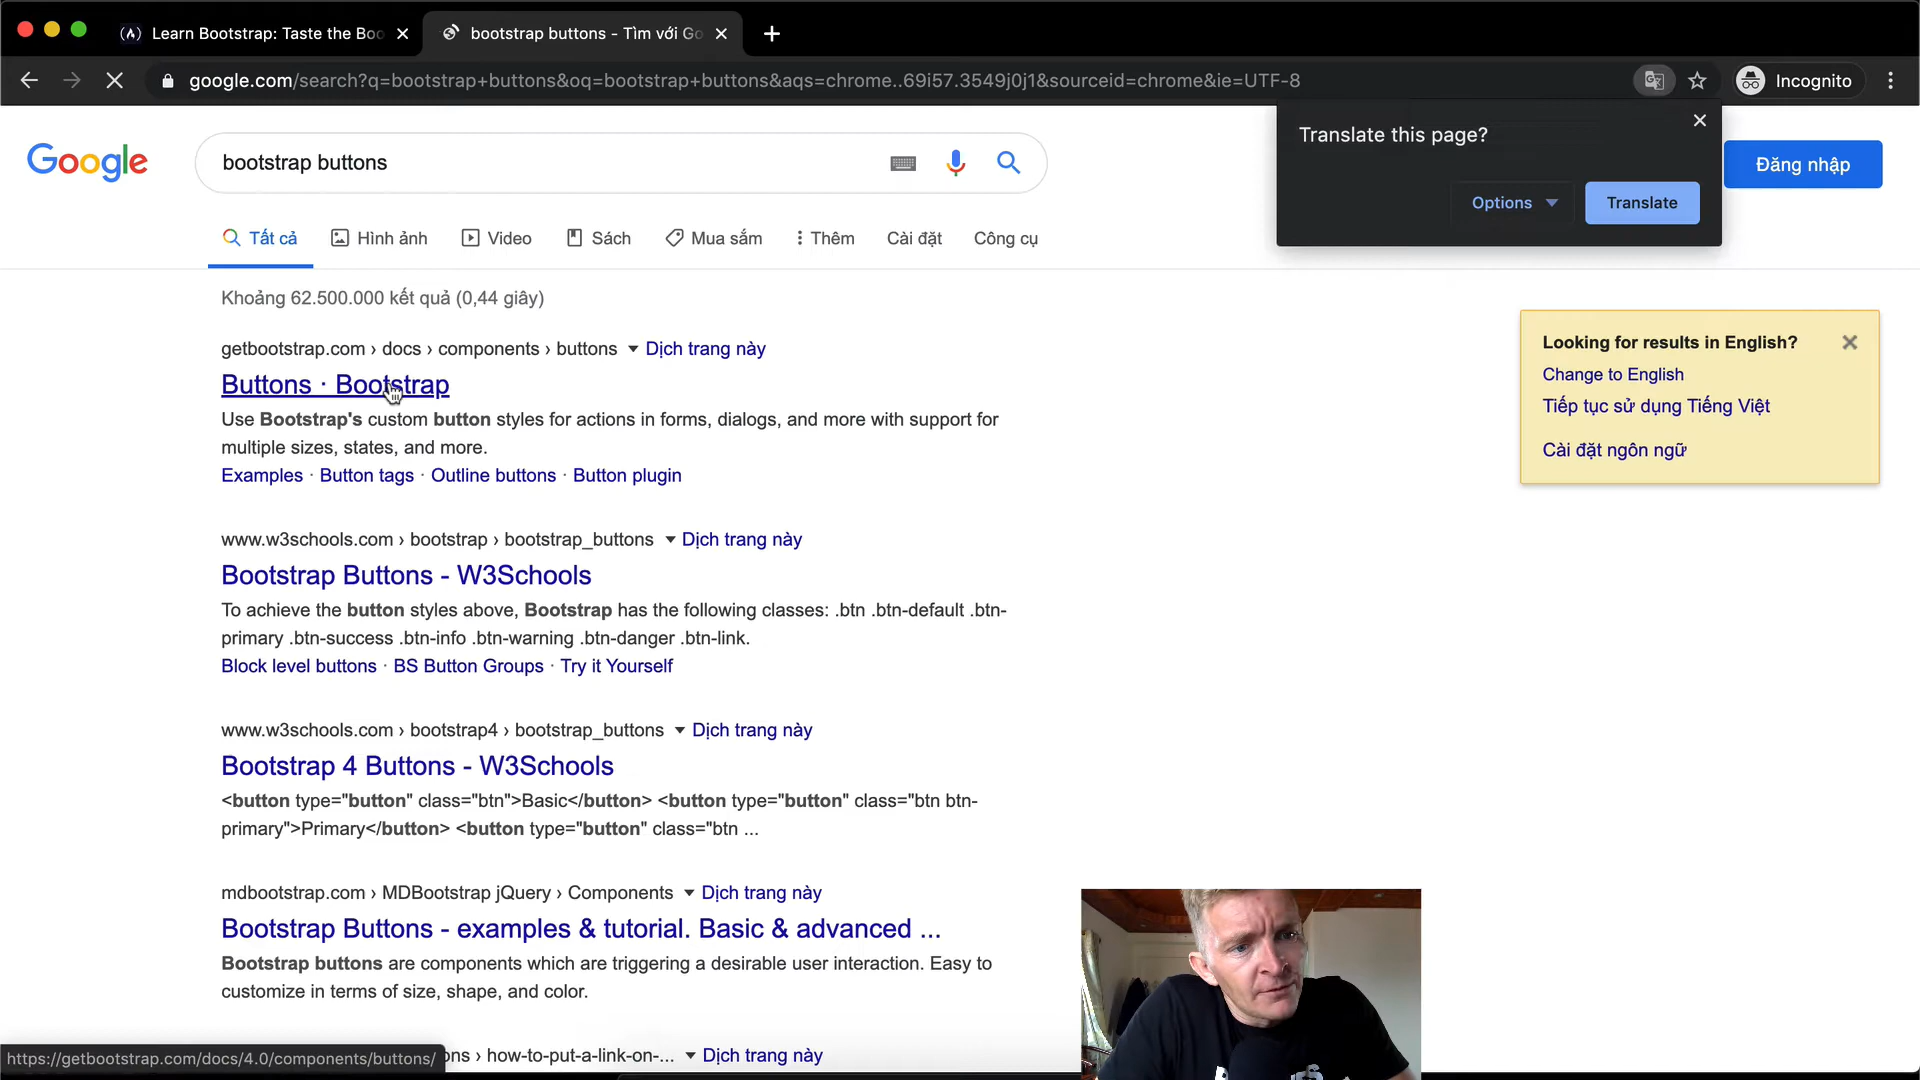 Learn Bootstrap: Taste the Boo
bootstrap buttons - Tìm với Go
google.com/search?q=bootstrap+buttons&oq=bootstrap+buttons&aqs=chrome..69i57.3549j0j1&sourceid=chrome&ie=UTF-8
Incognito
Translate this page?
Options
Translate
Google
bootstrap buttons
Đăng nhập
Tất cả
Hình ảnh
Video
Sách
Mua sắm
Thêm
Cài đặt
Công cụ
Khoảng 62.500.000 kết quả (0,44 giây)
getbootstrap.com › docs › components › buttons Dịch trang này
Buttons · Bootstrap
Use Bootstrap's custom button styles for actions in forms, dialogs, and more with support for
multiple sizes, states, and more.
Examples · Button tags · Outline buttons · Button plugin
www.w3schools.com › bootstrap › bootstrap_buttons Dịch trang này
Bootstrap Buttons - W3Schools
To achieve the button styles above, Bootstrap has the following classes: .btn .btn-default .btn-
primary .btn-success .btn-info .btn-warning .btn-danger .btn-link.
Block level buttons · BS Button Groups · Try it Yourself
www.w3schools.com › bootstrap4 › bootstrap_buttons Dịch trang này
Bootstrap 4 Buttons - W3Schools
<button type="button" class="btn">Basic</button> <button type="button" class="btn btn-
primary">Primary</button> <button type="button" class="btn ...
mdbootstrap.com › MDBootstrap jQuery › Components Dịch trang này
Bootstrap Buttons - examples & tutorial. Basic & advanced ...
Bootstrap buttons are components which are triggering a desirable user interaction. Easy to
customize in terms of size, shape, and color.
ons › how-to-put-a-link-on-... Dịch trang này
https://getbootstrap.com/docs/4.0/components/buttons/
Looking for results in English?
Change to English
Tiếp tục sử dụng Tiếng Việt
Cài đặt ngôn ngữ